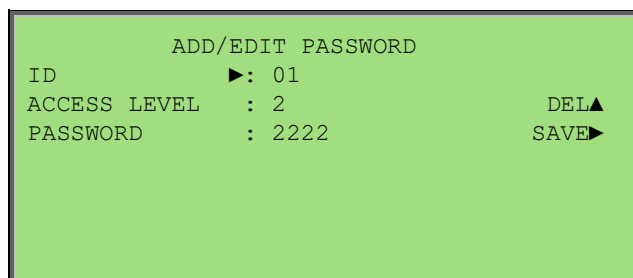 ADD/EDIT PASSWORD
ID ►: 01
ACCESS LEVEL : 2 DEL▲
PASSWORD : 2222 SAVE►